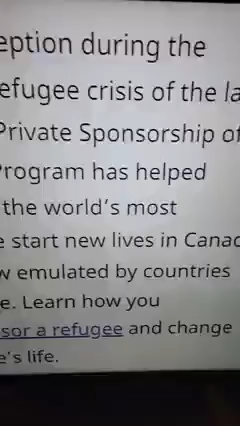 eption during the
efugee crisis of the la
Private Sponsorship of
Program has helped
the world's most
e start new lives in Canad
w emulated by countries
e. Learn how you
sor a refugee and change
e's life.